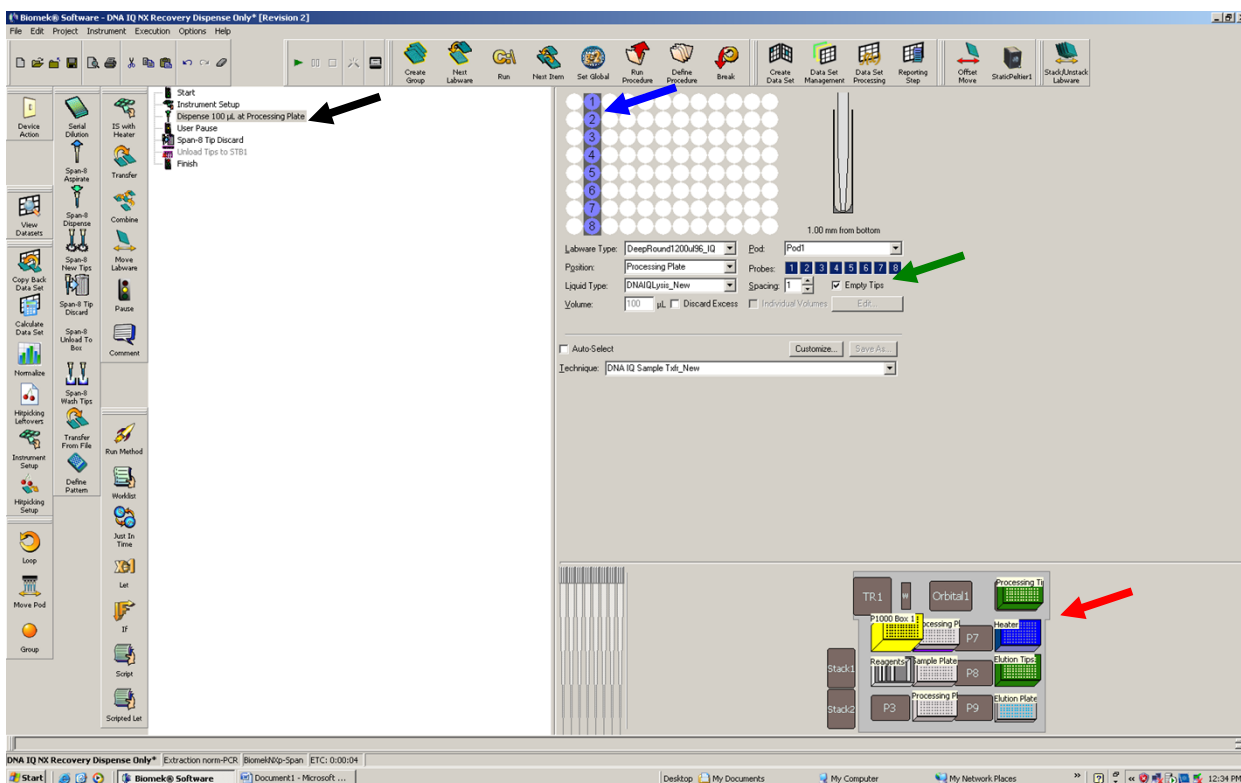 Biomek® Software - DNA IQ NX Recovery Dispense Only* [Revision 2]
File Edit Project Instrument Execution Options Help
Create Group
Next Labware
Run
Next Item
Set Global
Run Procedure
Define Procedure
Break
Create Data Set
Data Set Management
Data Set Processing
Reporting Step
Offset Move
StaticPeltier1
Stack/Unstack Labware
Device Action
View Datasets
Copy Back Data Set
Calculate Data Set
Normalize
Hitpicking Leftovers
Instrument Setup
Hitpicking Setup
Loop
Move Pod
Group
Serial Dilution
Span-8 Aspirate
Span-8 Dispense
Span-8 New Tips
Span-8 Tip Discard
Span-8 Unload To Box
Span-8 Wash Tips
Transfer From File
Define Pattern
IS with Heater
Transfer
Combine
Move Labware
Pause
Comment
Run Method
Worklist
Just In Time
Let
If
Script
Scripted Let
Start
Instrument Setup
Dispense 100 µL at Processing Plate
User Pause
Span-8 Tip Discard
Unload Tips to STB1
Finish
1
2
3
4
5
6
7
8
1.00 mm from bottom
Labware Type: DeepRound1200ul96_IQ Pod: Pod1
Position: Processing Plate Probes: 1 2 3 4 5 6 7 8
Liquid Type: DNAIQLysis_New Spacing: 1 Empty Tips
Volume: 100 µL Discard Excess Individual Volumes Edit...
Auto-Select Customize... Save As...
Technique: DNA IQ Sample Txfr_New
TR1 W Orbital1 Processing Ti
P1000 Box 1 rocessing Pl P7 Heater
Stack1 Reagents Sample Plate P8 Elution Tips
Stack2 P3 Processing Pl P9 Elution Plate
DNA IQ NX Recovery Dispense Only* Extraction norm-PCR BiomekNXp-Span ETC: 0:00:04
Start Biomek® Software Document1 - Microsoft ... Desktop My Documents My Computer My Network Places 12:34 PM